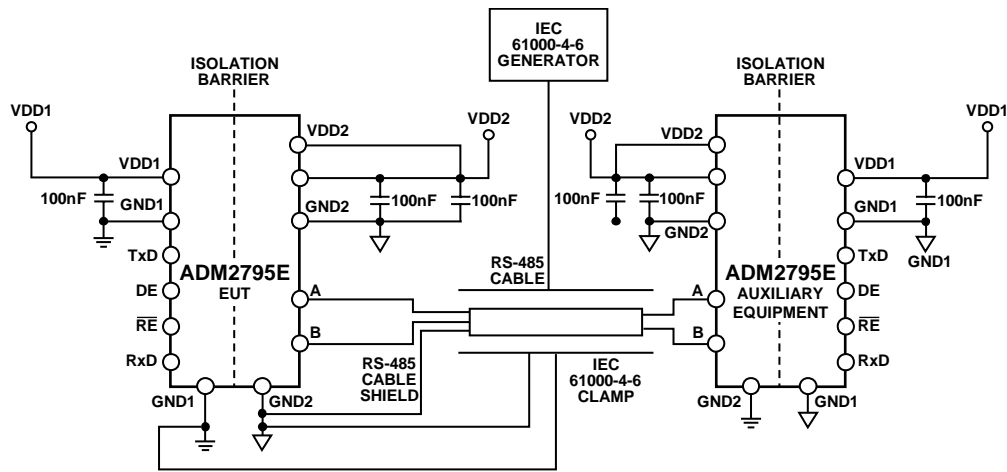 IEC
61000-4-6
GENERATOR
ISOLATION
BARRIER
ISOLATION
BARRIER
VDD1
VDD2
VDD2
VDD1
VDD2
VDD1
100nF
GND1
100nF
100nF
GND2
TxD
DE
RE
RxD
ADM2795E
EUT
A
B
GND1
GND2
RS-485
CABLE
RS-485
CABLE
SHIELD
IEC
61000-4-6
CLAMP
VDD2
100nF
100nF
GND2
VDD1
100nF
GND1
GND1
TxD
DE
RE
RxD
ADM2795E
AUXILIARY
EQUIPMENT
A
B
GND2
GND1